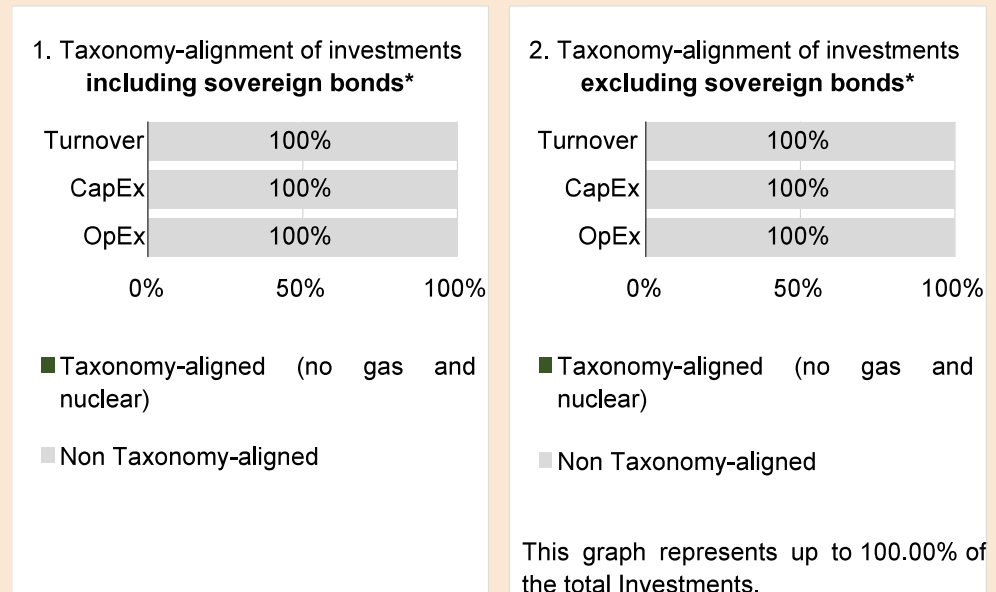 1. Taxonomy-alignment of investments
including sovereign bonds*
Turnover 100%
CapEx 100%
OpEx 100%
0% 50% 100%
Taxonomy-aligned (no gas and
nuclear)
Non Taxonomy-aligned
2. Taxonomy-alignment of investments
excluding sovereign bonds*
Turnover 100%
CapEx 100%
OpEx 100%
0% 50% 100%
Taxonomy-aligned (no gas and
nuclear)
Non Taxonomy-aligned
This graph represents up to 100.00% of
the total Investments.